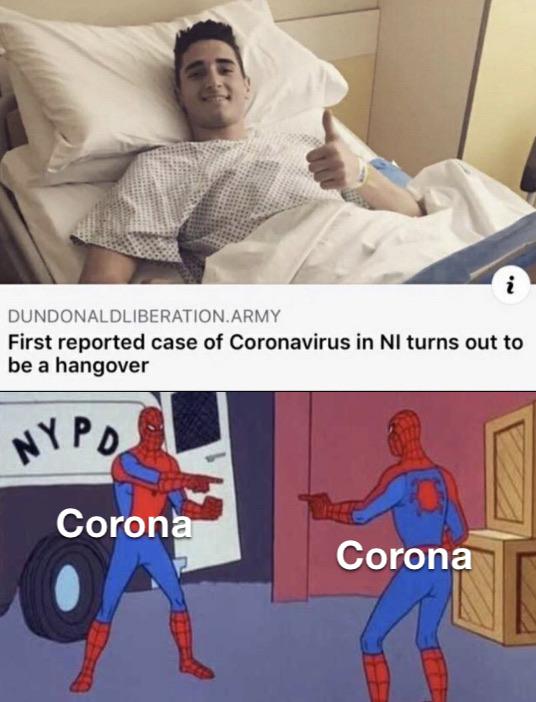 i
DUNDONALDLIBERATION.ARMY
First reported case of Coronavirus in NI turns out to
be a hangover
NYPD
Corona
Corona